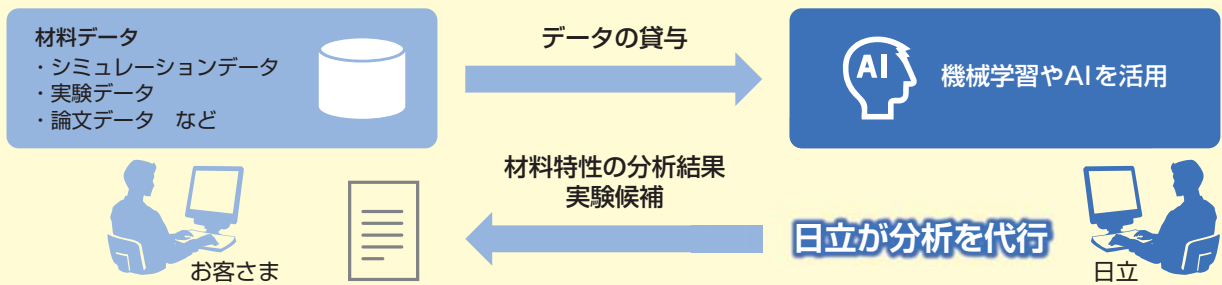 材料データ
・シミュレーションデータ
・実験データ
・論文データ　など
データの貸与
AI
機械学習やAIを活用
材料特性の分析結果
実験候補
日立が分析を代行
お客さま
日立